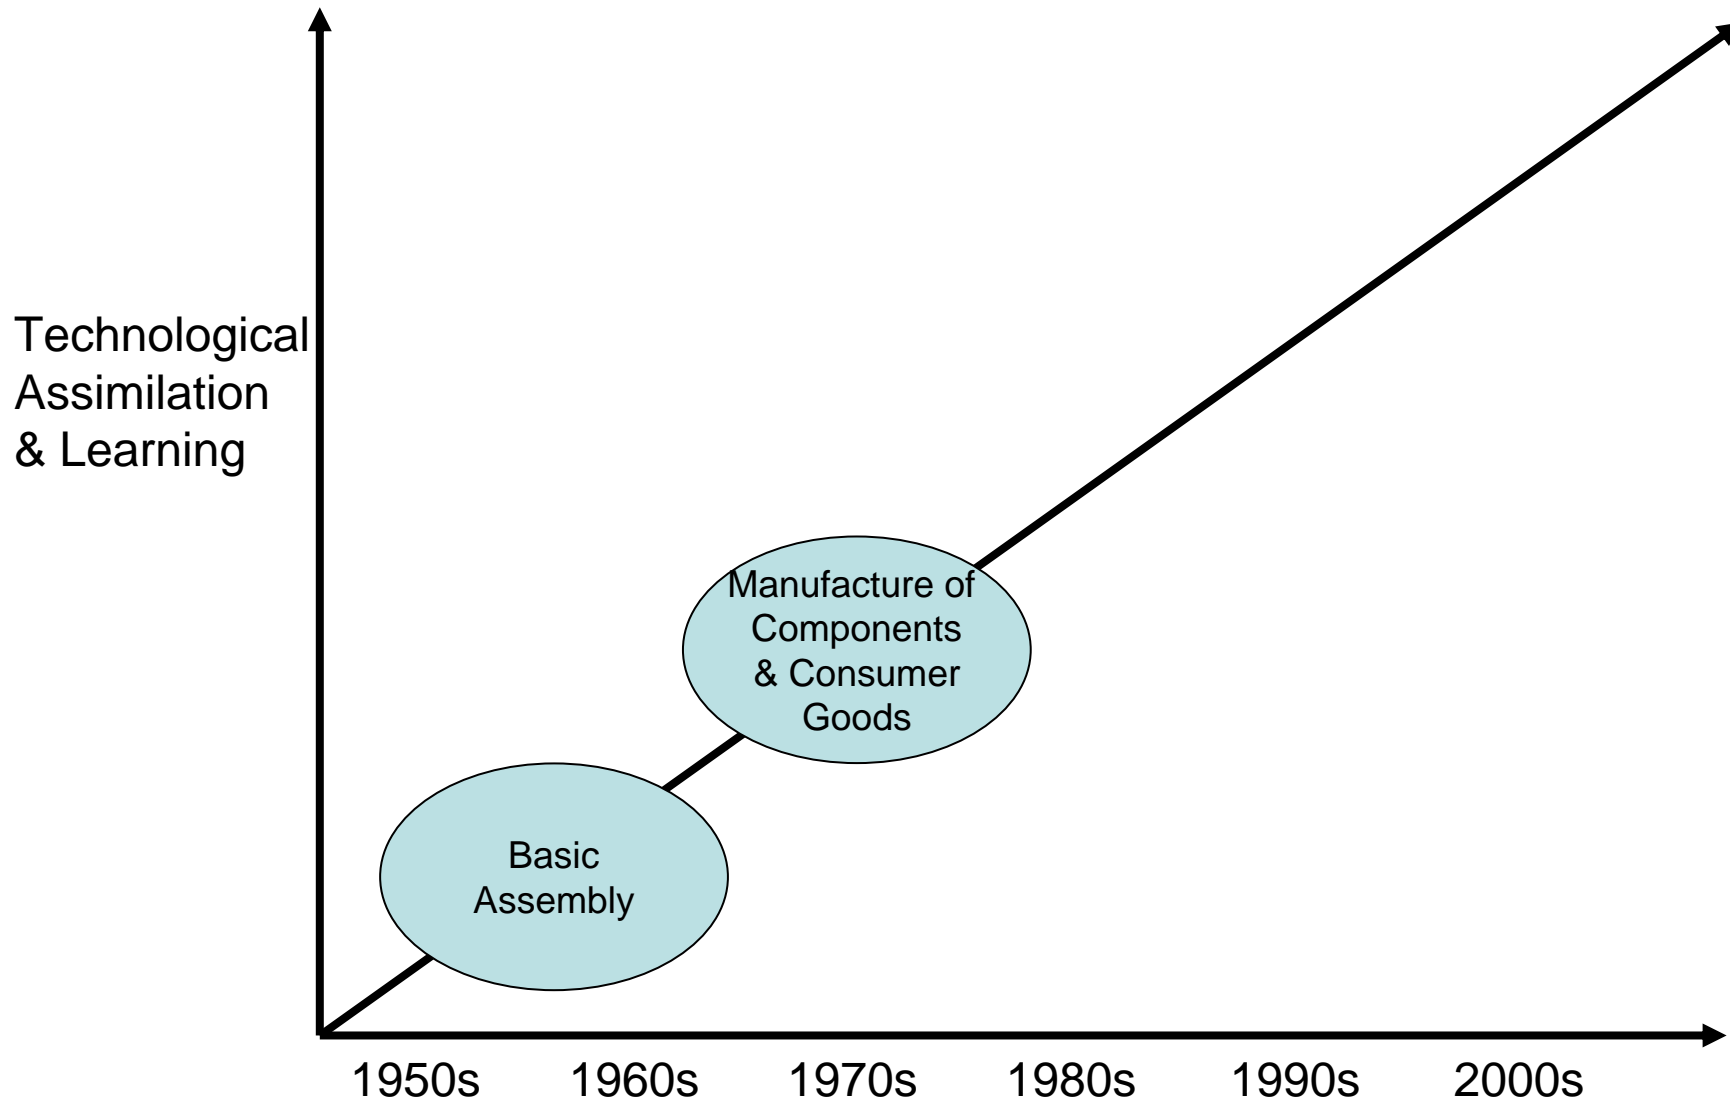 Technological
Assimilation
& Learning
Manufacture of
Components
& Consumer
Goods
Basic
Assembly
1950s 1960s 1970s 1980s 1990s 2000s